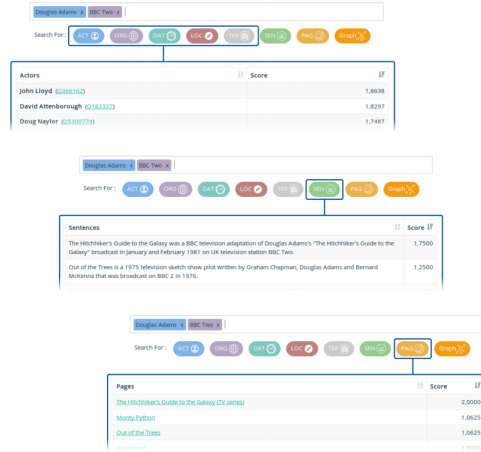 Douglas Adams x BBC Two x
Search For : ACT ORG DAT LOC TER SEN PAG Graph
Actors Score
John Lloyd (Q366162) 1,8638
David Attenborough (Q183337) 1,8297
Doug Naylor (Q5300774) 1,7487
Douglas Adams x BBC Two x
Search For : ACT ORG DAT LOC TER SEN PAG Graph
Sentences Score
The Hitchhiker's Guide to the Galaxy was a BBC television adaptation of Douglas Adams's "The Hitchhiker's Guide to the 1,7500
Galaxy" broadcast in january and February 1981 on UK television station BBC Two.
Out of the Trees is a 1975 television sketch show pilot written by Graham Chapman, Douglas Adams and Bernard 1,2500
McKenna that was broadcast on BBC 2 in 1976.
Douglas Adams x BBC Two x
Search For : ACT ORG DAT LOC TER SEN PAG Graph
Pages Score
The Hitchhiker's Guide to the Galaxy (TV series) 2,0000
Monty Python 1,0625
Out of the Trees 1,0625